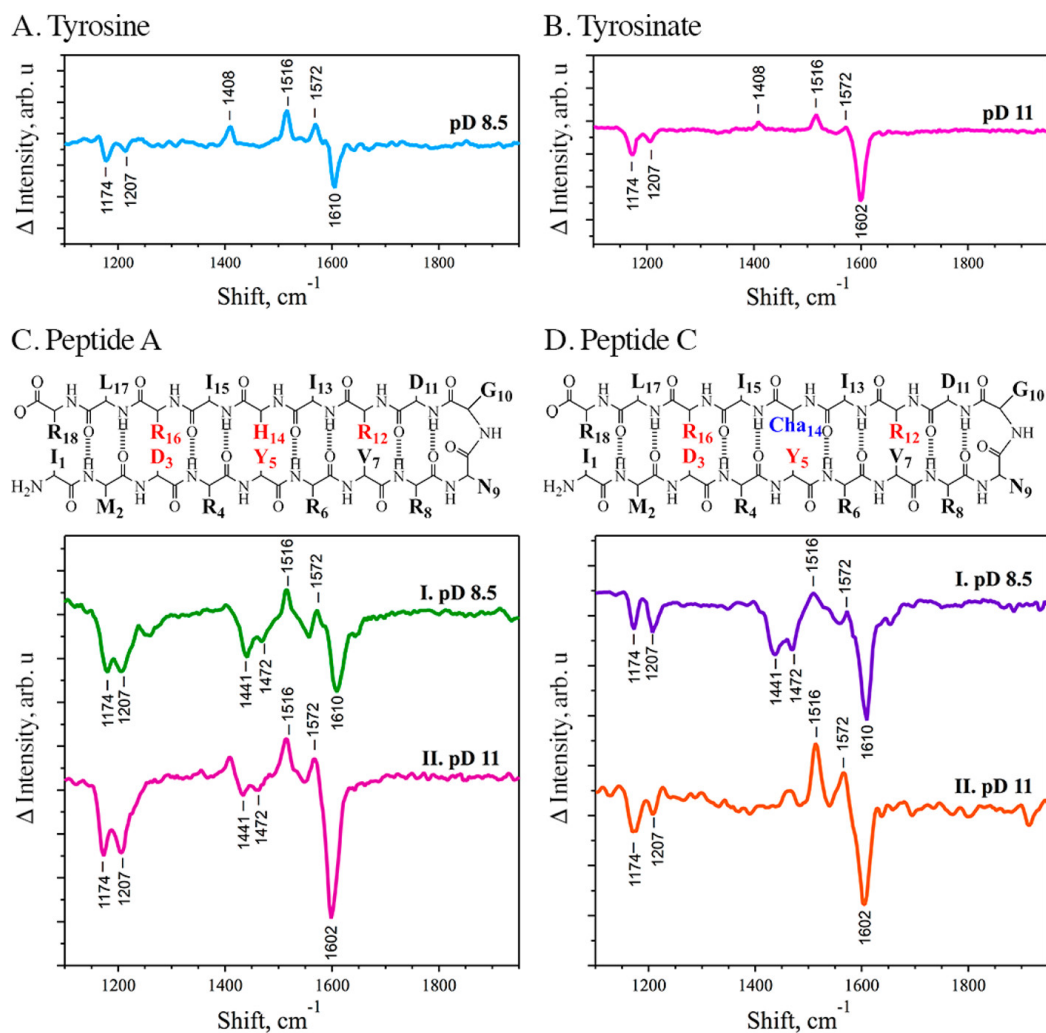 A. Tyrosine
B. Tyrosinate
Δ Intensity, arb. u
1174
1207
1408
1516
1572
1610
pD 8.5
1200
1400
1600
1800
Shift, cm-1
Δ Intensity, arb. u
1174
1207
1408
1516
1572
1602
pD 11
1200
1400
1600
1800
Shift, cm-1
C. Peptide A
O
H
N
L17
O
H
N
I15
O
H
N
I13
O
H
N
D11
O
G10
O
R18
N
H
O
R16
N
H
O
H14
N
H
O
R12
N
H
O
NH
I1
H2N
O
H
N
D3
O
H
N
Y5
O
H
N
V7
O
H
N
O
N9
M2
N
H
O
R4
N
H
O
R6
N
H
O
R8
N
H
O
Δ Intensity, arb. u
I. pD 8.5
1174
1207
1441
1472
1516
1572
1610
II. pD 11
1174
1207
1441
1472
1516
1572
1602
1200
1400
1600
1800
Shift, cm-1
D. Peptide C
O
H
N
L17
O
H
N
I15
O
H
N
I13
O
H
N
D11
O
G10
O
R18
N
H
O
R16
N
H
O
Cha14
N
H
O
R12
N
H
O
NH
I1
H2N
O
H
N
D3
O
H
N
Y5
O
H
N
V7
O
H
N
O
N9
M2
N
H
O
R4
N
H
O
R6
N
H
O
R8
N
H
O
Δ Intensity, arb. u
I. pD 8.5
1174
1207
1441
1472
1516
1572
1610
II. pD 11
1174
1207
1516
1572
1602
1200
1400
1600
1800
Shift, cm-1